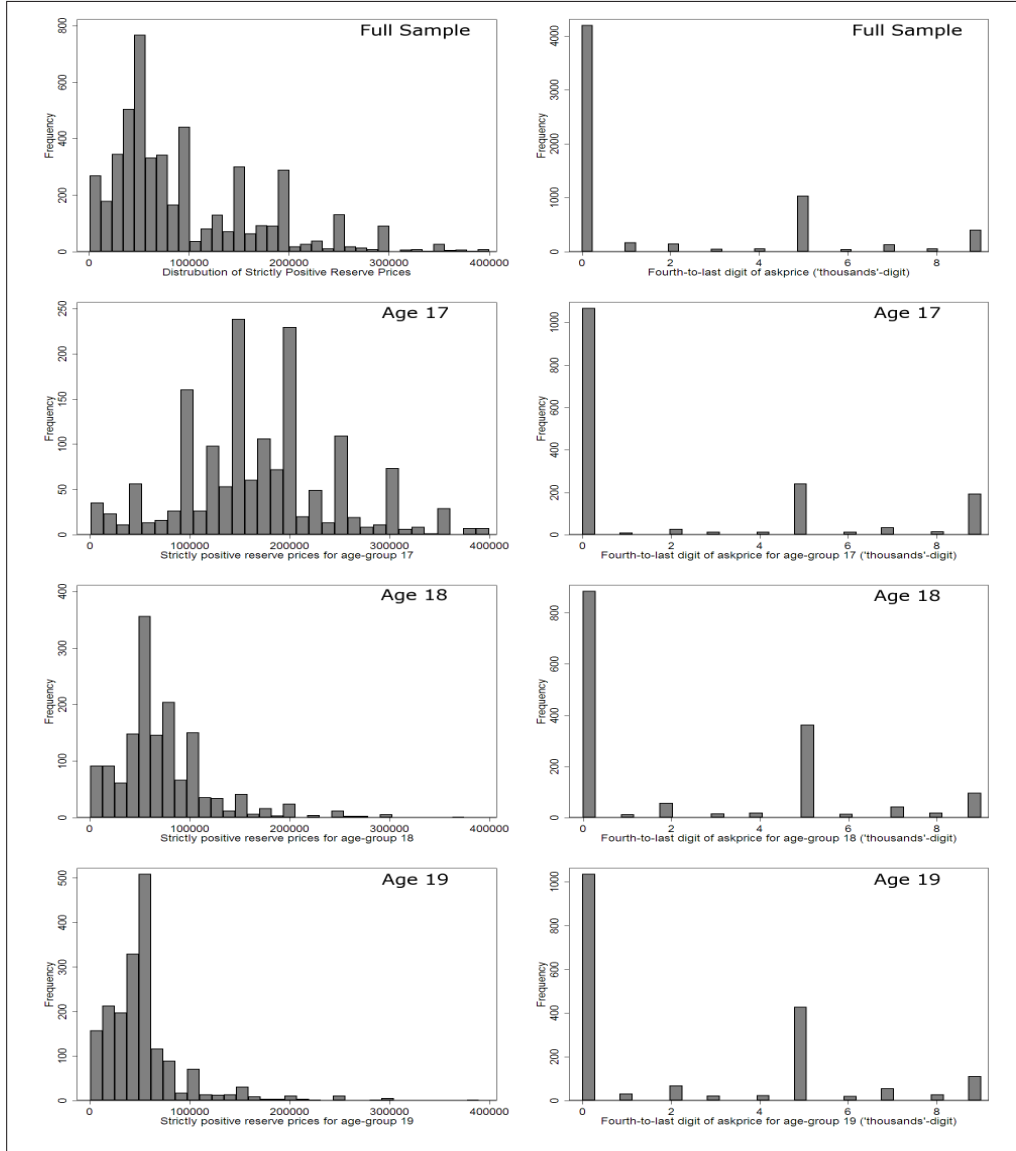 Full Sample
Frequency
0 200 400 600 800
0 100000 200000 300000 400000
Distrubution of Strictly Positive Reserve Prices
Full Sample
Frequency
0 1000 2000 3000 4000
0 2 4 6 8
Fourth-to-last digit of askprice ('thousands'-digit)
Age 17
Frequency
0 50 100 150 200 250
0 100000 200000 300000 400000
Strictly positive reserve prices for age-group 17
Age 17
Frequency
0 200 400 600 800 1000
0 2 4 6 8
Fourth-to-last digit of askprice for age-group 17 ('thousands'-digit)
Age 18
Frequency
0 100 200 300 400
0 100000 200000 300000 400000
Strictly positive reserve prices for age-group 18
Age 18
Frequency
0 200 400 600 800
0 2 4 6 8
Fourth-to-last digit of askprice for age-group 18 ('thousands'-digit)
Age 19
Frequency
0 100 200 300 400 500
0 100000 200000 300000 400000
Strictly positive reserve prices for age-group 19
Age 19
Frequency
0 200 400 600 800 1000
0 2 4 6 8
Fourth-to-last digit of askprice for age-group 19 ('thousands'-digit)